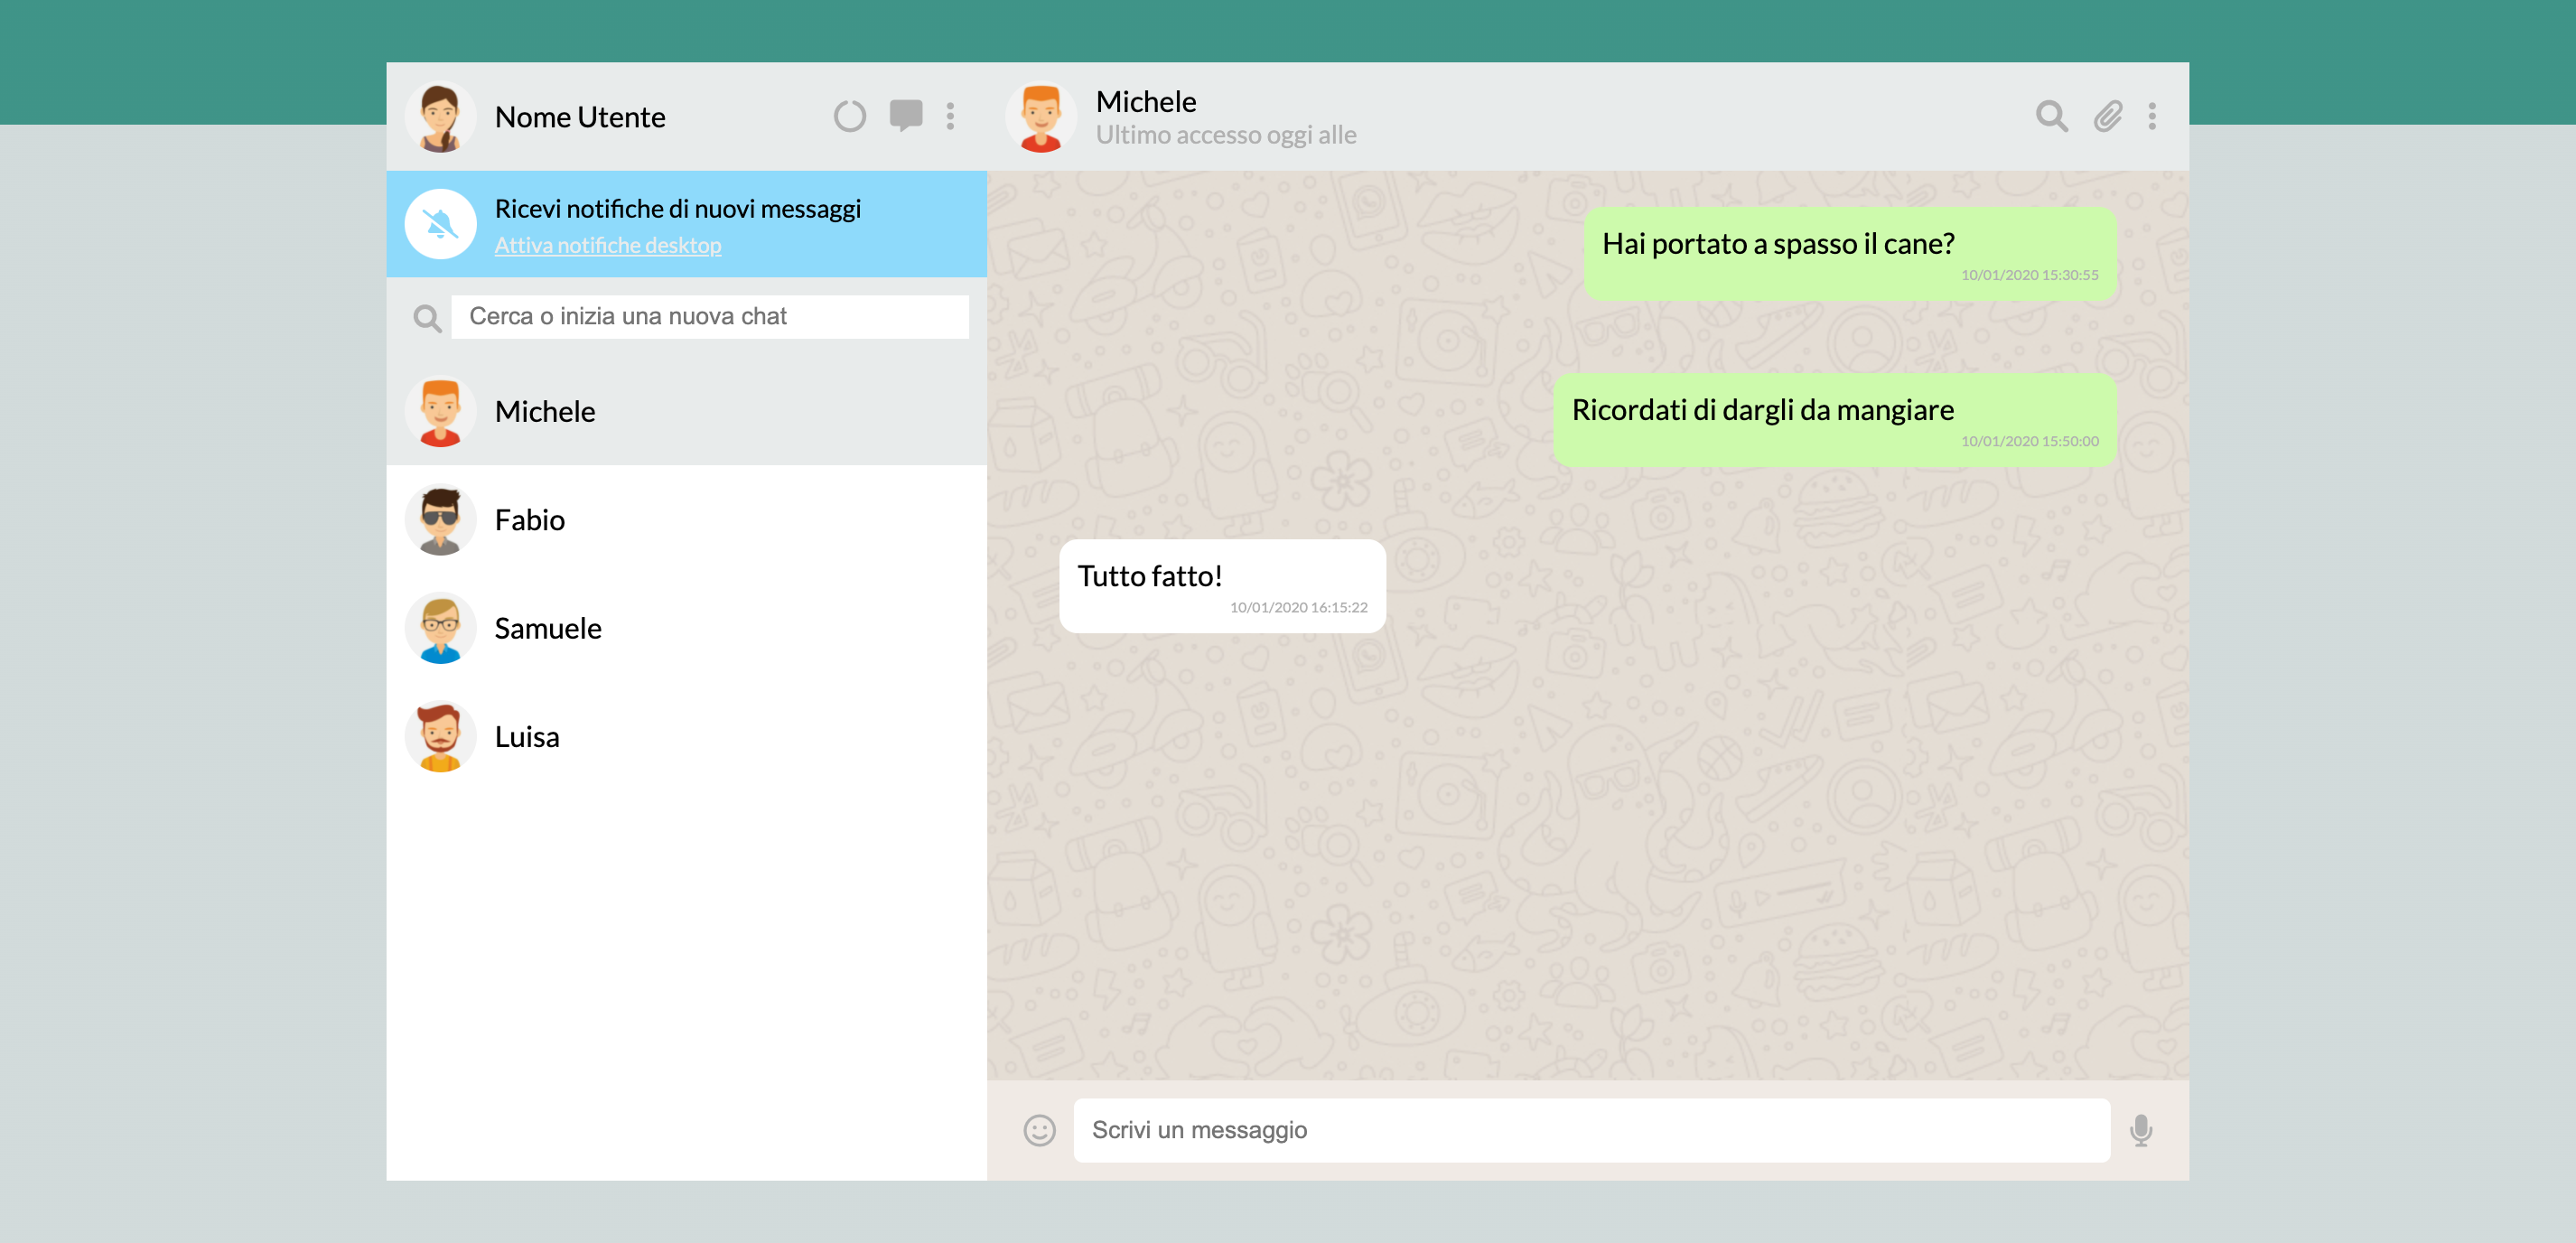 Nome Utente
Ricevi notifiche di nuovi messaggi
Attiva notifiche desktop
Cerca o inizia una nuova chat
Michele
Fabio
Samuele
Luisa
Michele
Ultimo accesso oggi alle
Hai portato a spasso il cane?
10/01/2020 15:30:55
Ricordati di dargli da mangiare
10/01/2020 15:50:00
Tutto fatto!
10/01/2020 16:15:22
Scrivi un messaggio